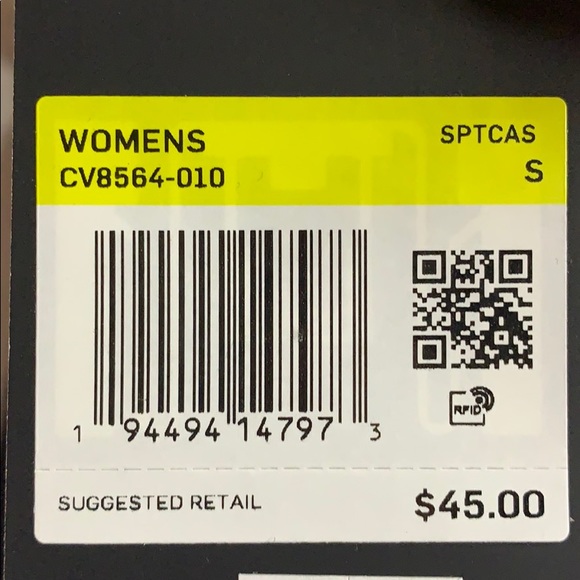 WOMENS SPTCAS
CV8564-010 S
RFID
1 94494 14797 3
SUGGESTED RETAIL $45.00